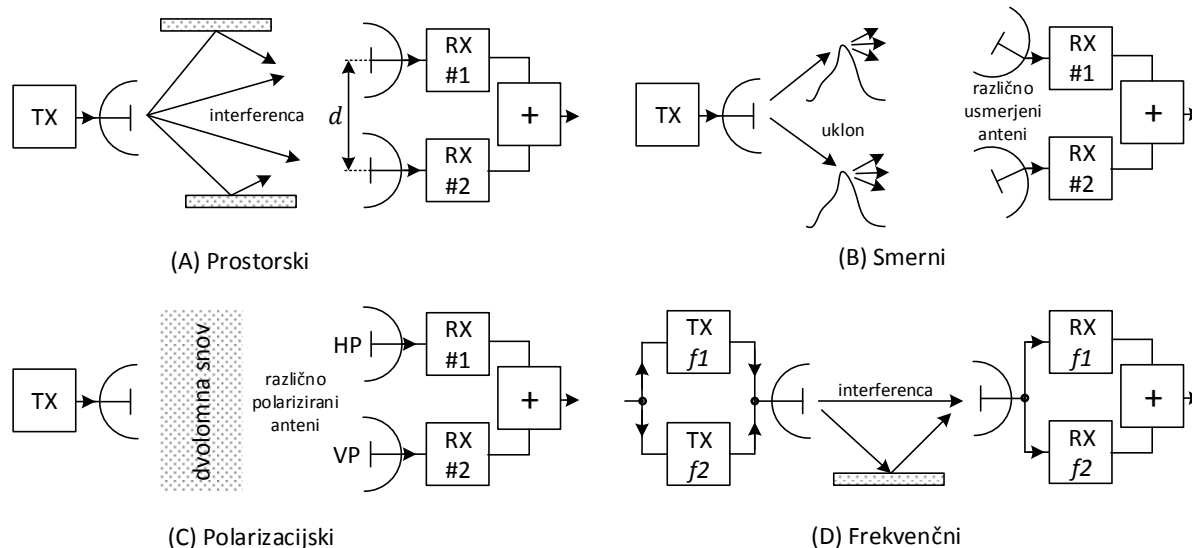 TX
interferenca
d
RX
#1
RX
#2
+
(A) Prostorski
TX
uklon
različno
usmerjeni
anteni
RX
#1
RX
#2
+
(B) Smerni
TX
dvolomna snov
različno
polarizirani
anteni
HP
VP
RX
#1
RX
#2
+
(C) Polarizacijski
TX
f1
TX
f2
interferenca
RX
f1
RX
f2
+
(D) Frekvenčni